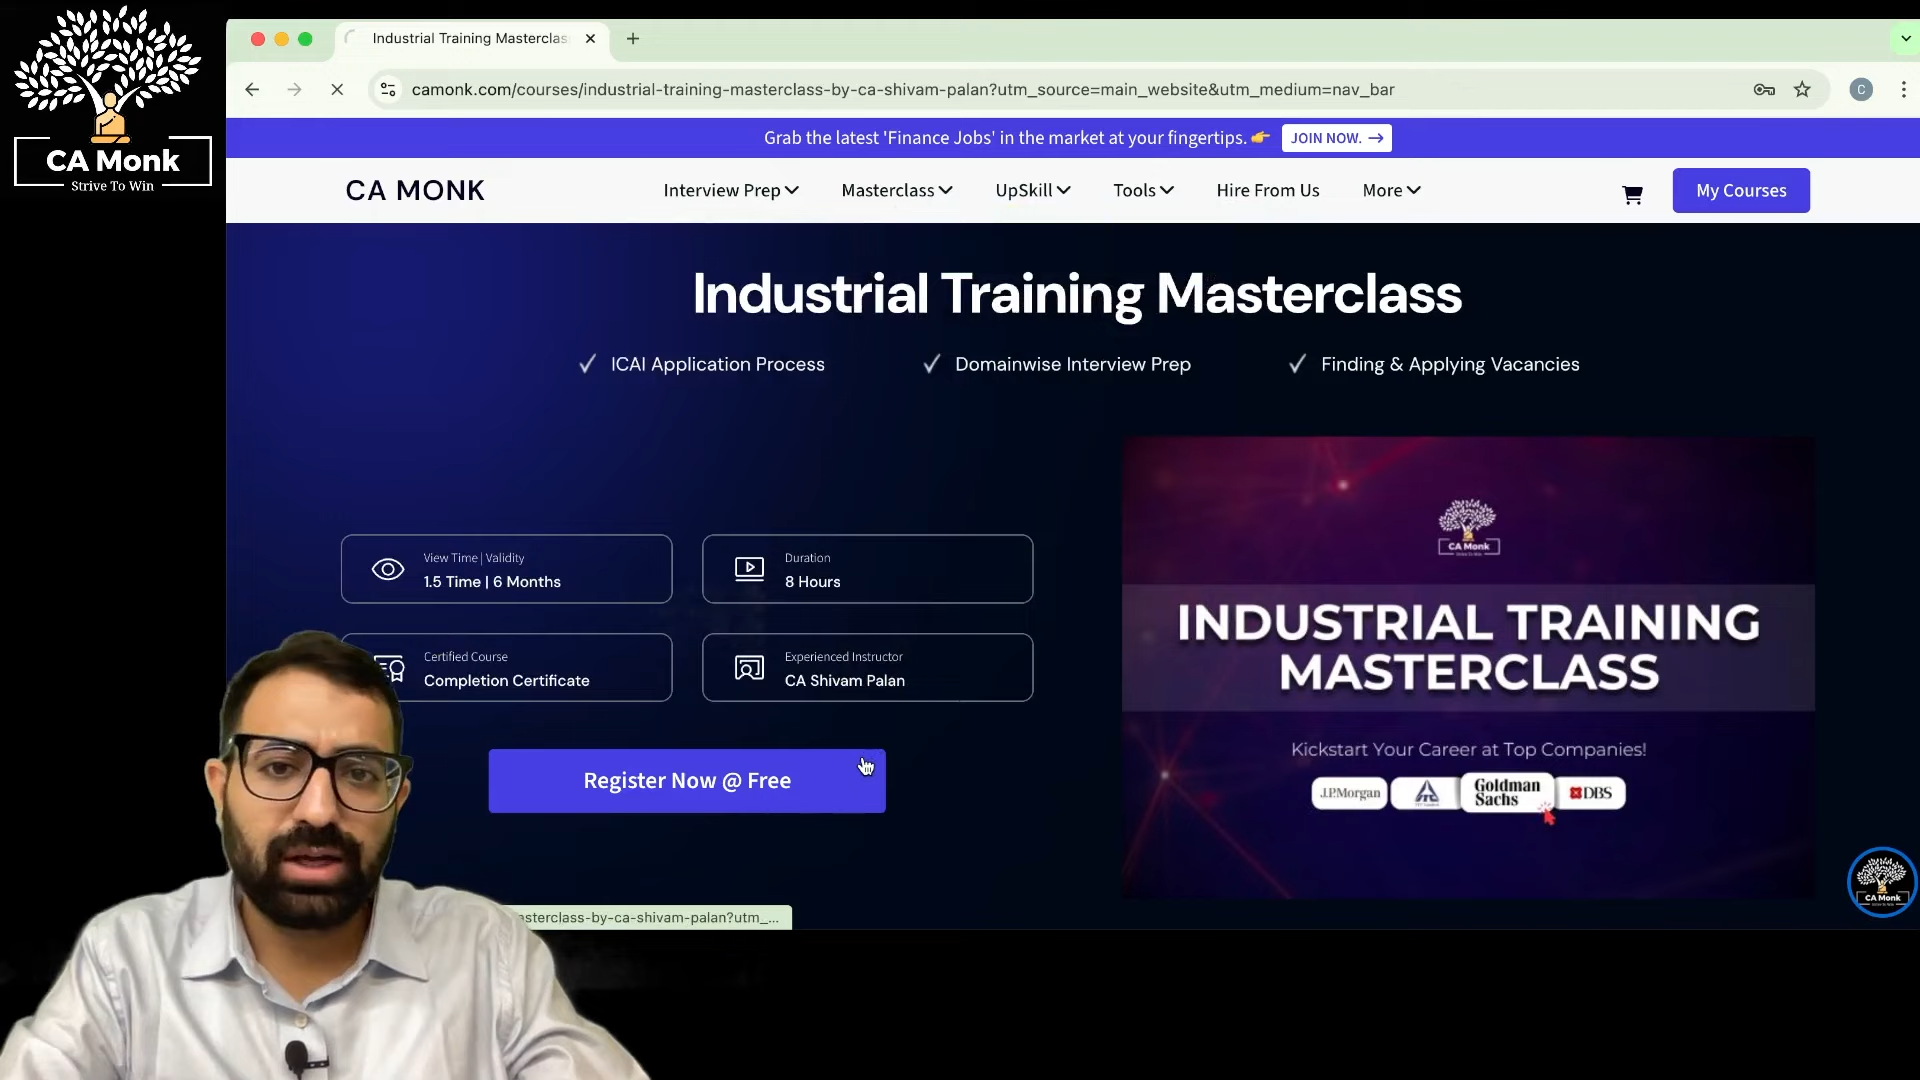 CA Monk
Strive To Win
Industrial Training Masterclas
camonk.com/courses/industrial-training-masterclass-by-ca-shivam-palan?utm_source=main_website&utm_medium=nav_bar
C
Grab the latest 'Finance Jobs' in the market at your fingertips. 👉 JOIN NOW. →
CA MONK
Interview Prep
Masterclass
UpSkill
Tools
Hire From Us
More
My Courses
Industrial Training Masterclass
✓ ICAI Application Process
✓ Domainwise Interview Prep
✓ Finding & Applying Vacancies
View Time | Validity
1.5 Time | 6 Months
Duration
8 Hours
Certified Course
Completion Certificate
Experienced Instructor
CA Shivam Palan
Register Now @ Free
CA Monk
INDUSTRIAL TRAINING
MASTERCLASS
Kickstart Your Career at Top Companies!
J.P.Morgan
Goldman
Sachs
DBS
CA Monk
asterclass-by-ca-shivam-palan?utm_...